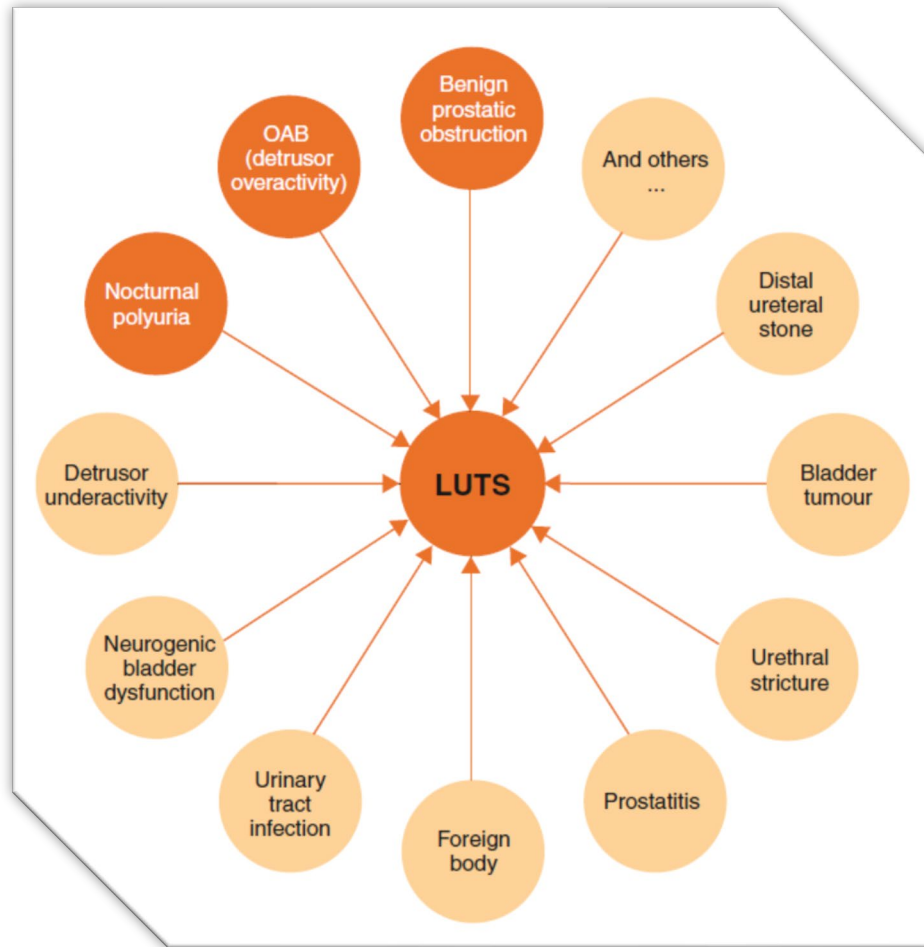 Benign
prostatic
obstruction
And others
...
Distal
ureteral
stone
Bladder
tumour
Urethral
stricture
Prostatitis
Foreign
body
Urinary
tract
infection
Neurogenic
bladder
dysfunction
Detrusor
underactivity
Nocturnal
polyuria
OAB
(detrusor
overactivity)
LUTS